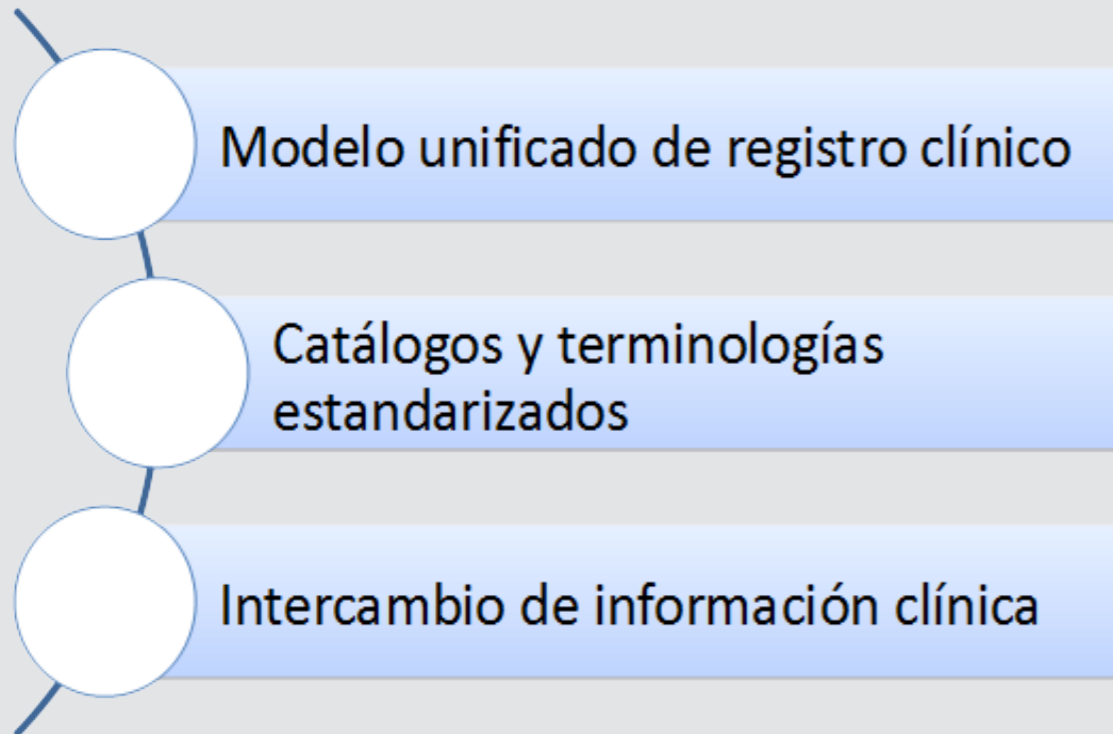 Modelo unificado de registro clínico
Catálogos y terminologías
estandarizados
Intercambio de información clínica